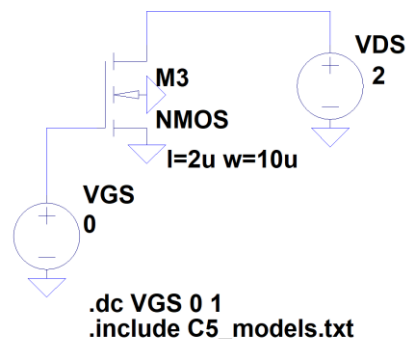 M3
VDS
2
NMOS
l=2u w=10u
VGS
0
.dc VGS 0 1
.include C5_models.txt